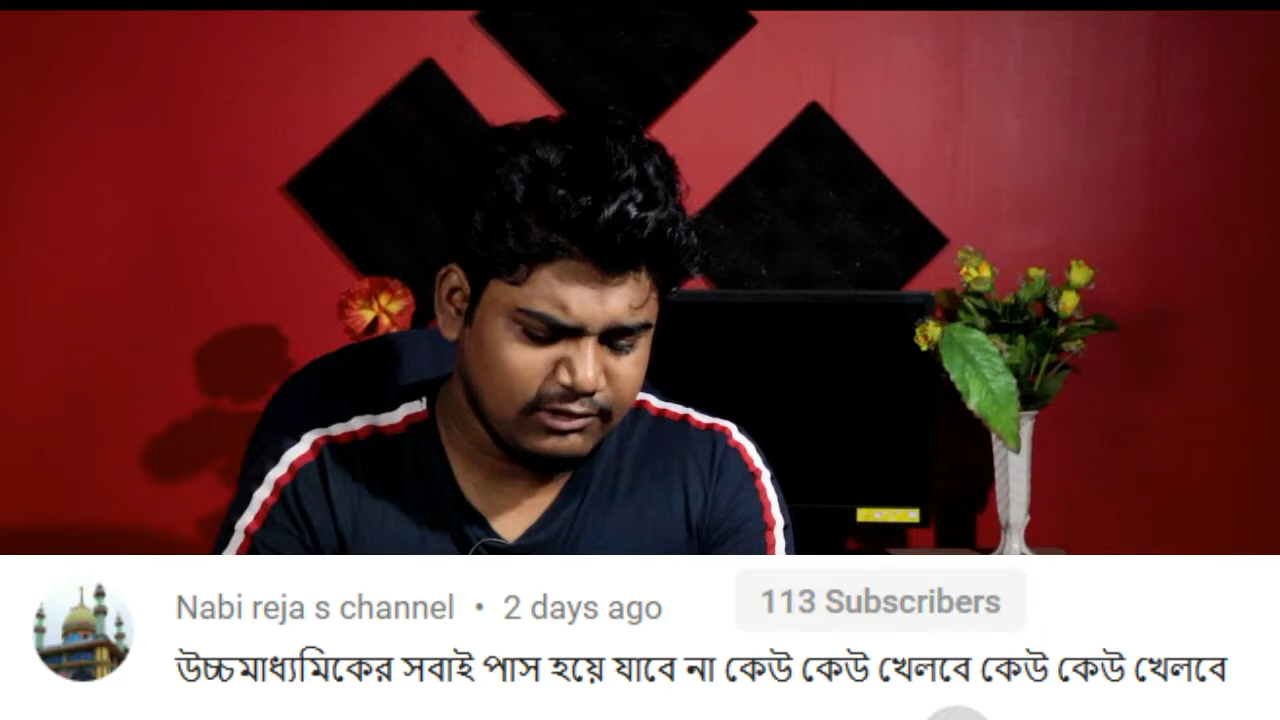 Nabi reja s channel • 2 days ago
113 Subscribers
উচ্চমাধ্যমিকের সবাই পাস হয়ে যাবে না কেউ কেউ খেলবে কেউ কেউ খেলবে